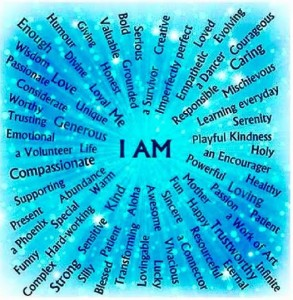 I AM
Enough
Humour
Giving
Valuable
Bold
Serious
Creative
Imperfectly perfect
Loved
Evolving
Courageous
Wisdom
Divine
Honest
Grounded
a Survivor
Empathetic
a Dancer
Caring
Passionate
Love
Loyal
Me
Responsible
Mischievous
Considerate
Unique
Learning everyday
Worthy
Generous
Serenity
Trusting
Playful Kindness
Emotional
Holy
a Volunteer
Life
an Encourager
Compassionate
Healthy
Powerful
Loving
Supporting
Abundance
Warm
Parent
Passion
Present
Special
Kind
Fun
Mother
a Work of Art
a Phoenix
Hard-working
Sensitive
Aloha
Awesome
Sincere
Happy
Trustworthy
Infinite
Funny
Patient
Transforming
Lovingable
Vivacious
a Connector
Resourceful
Eternal
Complex
Strong
Silly
Blessed
Lucky